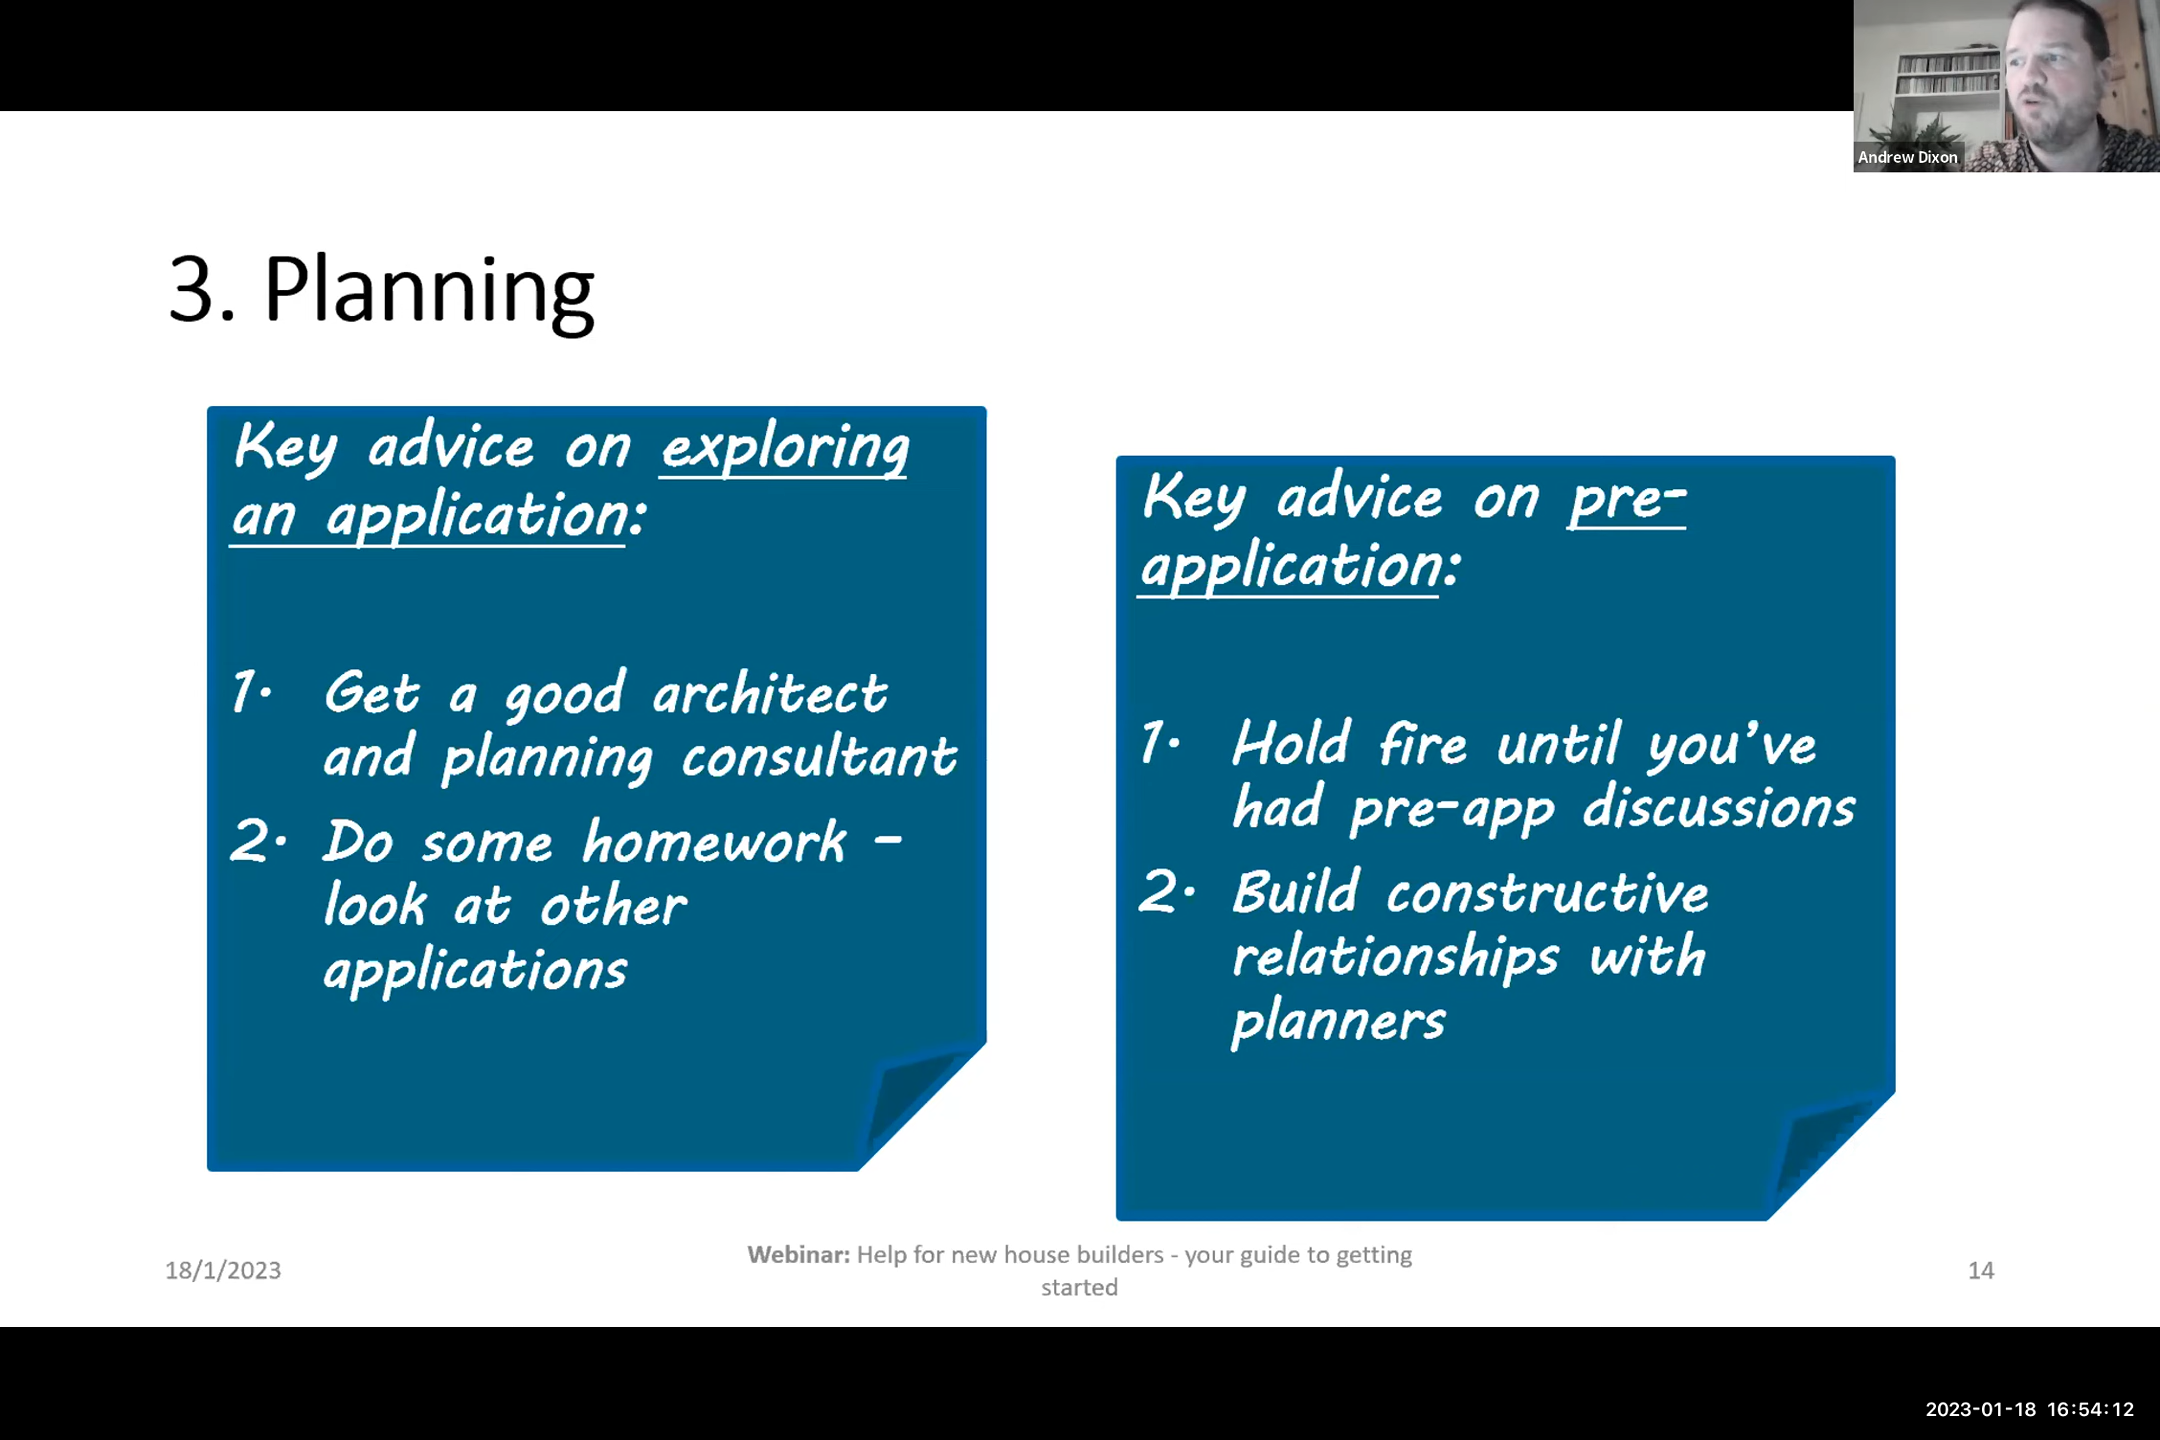 Andrew Dixon
3. Planning
Key advice on exploring
an application:
1. Get a good architect
and planning consultant
2. Do some homework –
look at other
applications
Key advice on pre-
application:
1. Hold fire until you’ve
had pre-app discussions
2. Build constructive
relationships with
planners
18/1/2023
Webinar: Help for new house builders - your guide to getting
started
14
2023-01-18 16:54:12